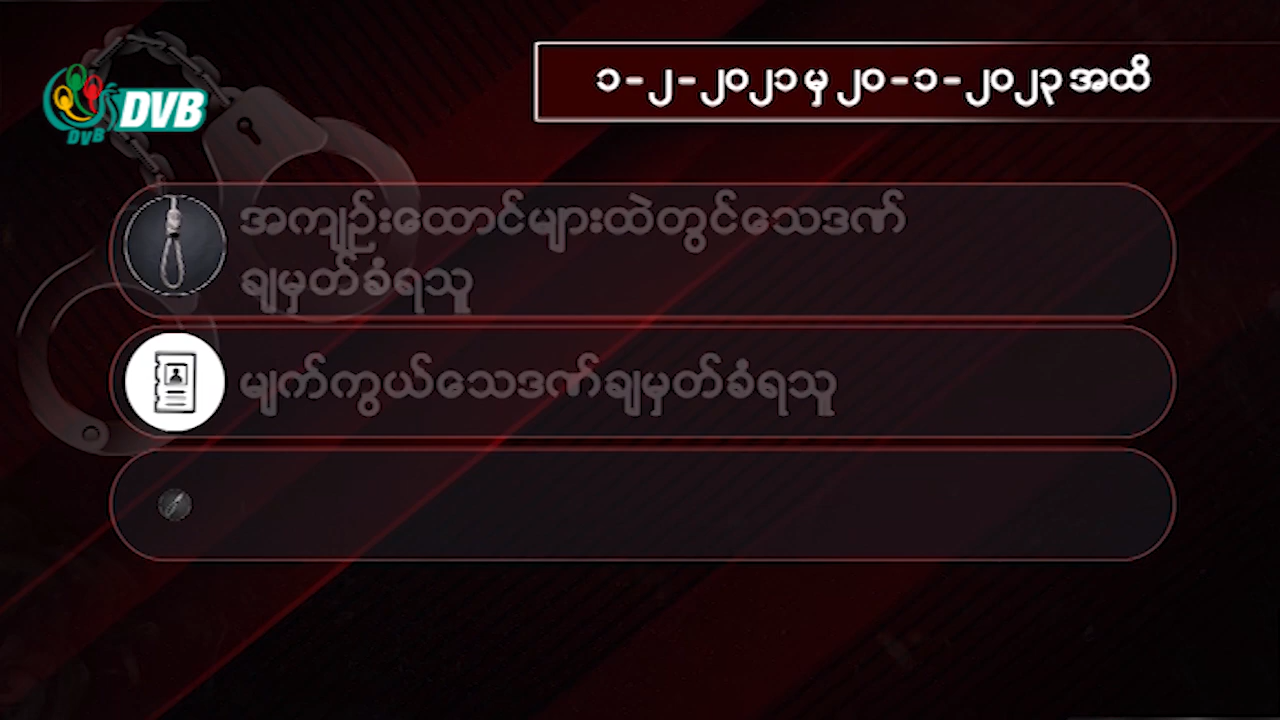 DVB
DVB
၁-၂-၂၀၂၁ မှ ၂၀-၁-၂၀၂၃ အထိ
အကျဉ်းထောင်များထဲတွင်သေဒဏ်
ချမှတ်ခံရသူ
မျက်ကွယ်သေဒဏ်ချမှတ်ခံရသူ